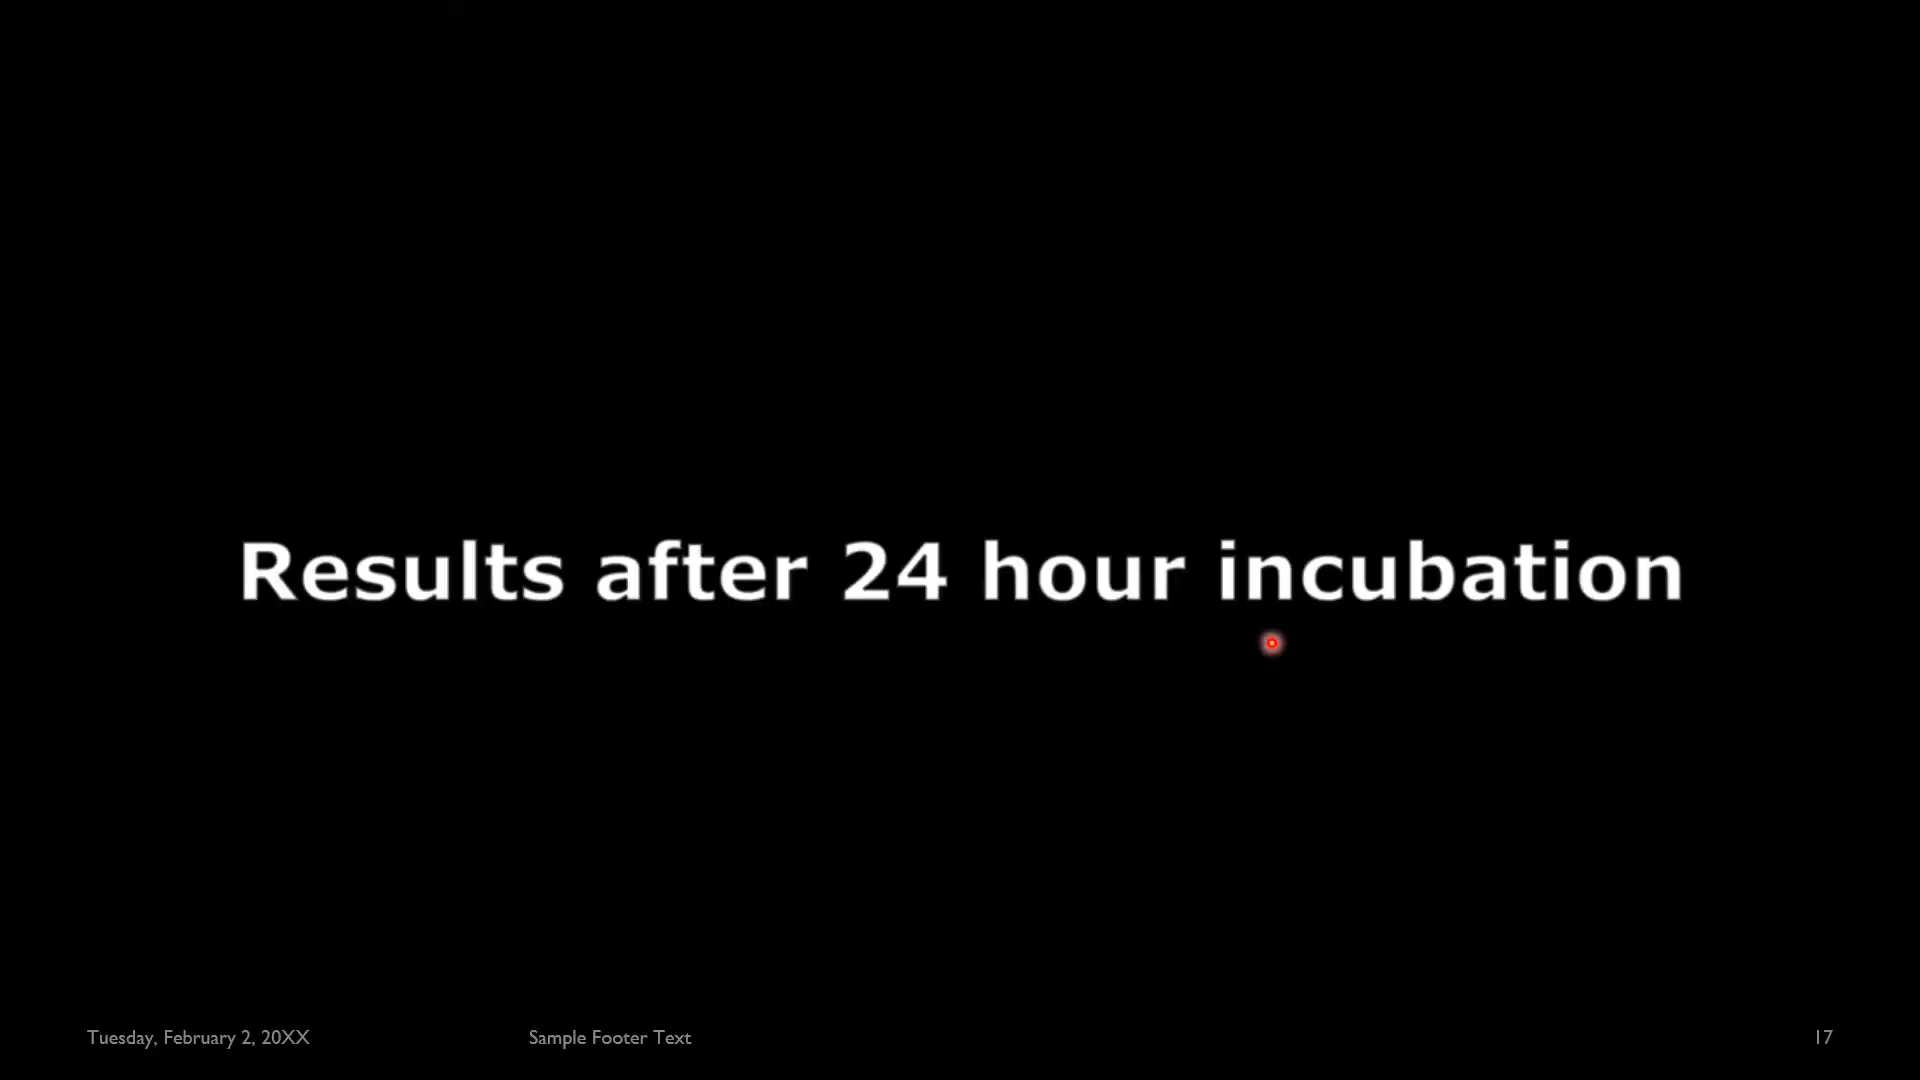 Results after 24 hour incubation
Tuesday, February 2, 20XX
Sample Footer Text
17